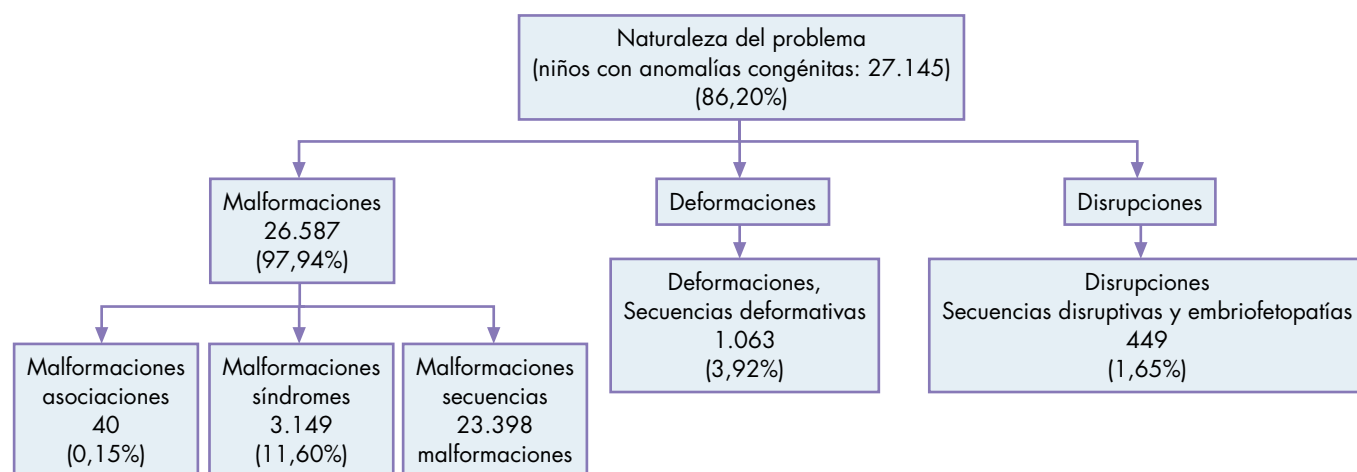 Naturaleza del problema
(niños con anomalías congénitas: 27.145)
(86,20%)
Malformaciones
26.587
(97,94%)
Deformaciones
Disrupciones
Malformaciones
asociaciones
40
(0,15%)
Malformaciones
síndromes
3.149
(11,60%)
Malformaciones
secuencias
23.398
malformaciones
Deformaciones,
Secuencias deformativas
1.063
(3,92%)
Disrupciones
Secuencias disruptivas y embriofetopatías
449
(1,65%)